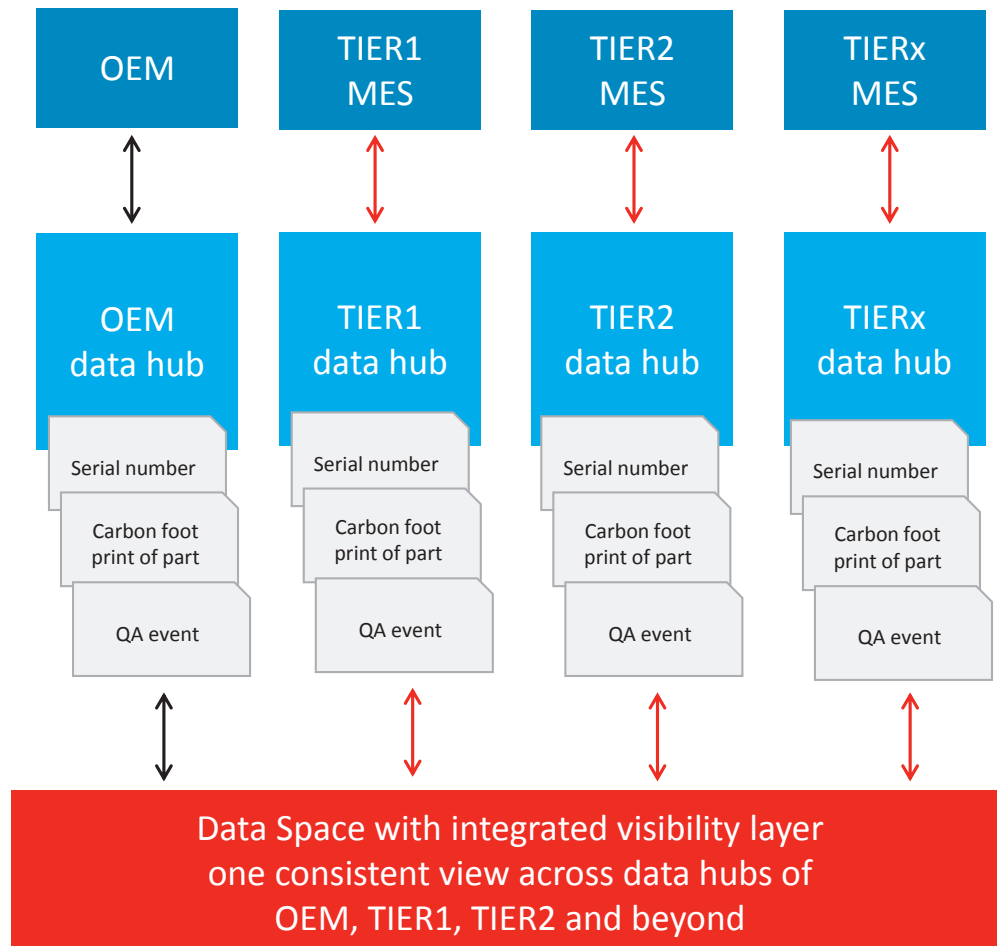 OEM
TIER1
MES
TIER2
MES
TIERx
MES
OEM
data hub
TIER1
data hub
TIER2
data hub
TIERx
data hub
Serial number
Carbon foot
print of part
QA event
Serial number
Carbon foot
print of part
QA event
Serial number
Carbon foot
print of part
QA event
Serial number
Carbon foot
print of part
QA event
Data Space with integrated visibility layer
one consistent view across data hubs of
OEM, TIER1, TIER2 and beyond